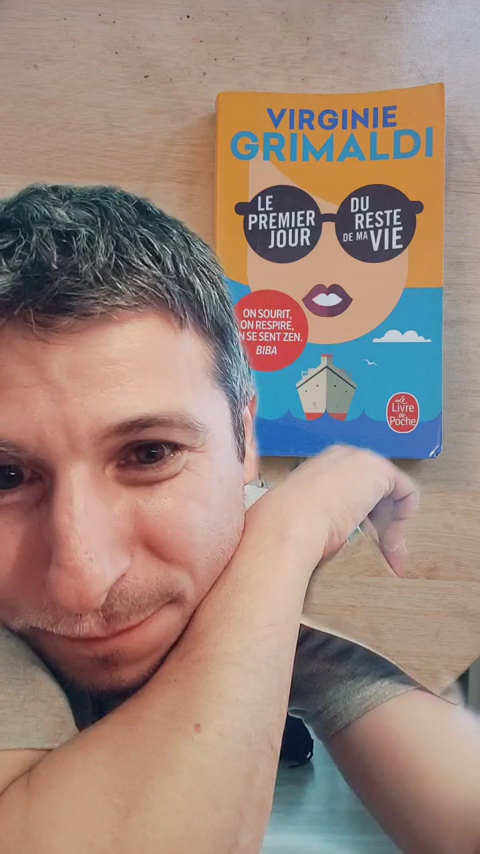 VIRGINIE
GRIMALDI
LE
PREMIER
JOUR
DU
RESTE
DE MA VIE
ON SOURIT,
ON RESPIRE,
N SE SENT ZEN.
BIBA
Le
Livre
de
Poche